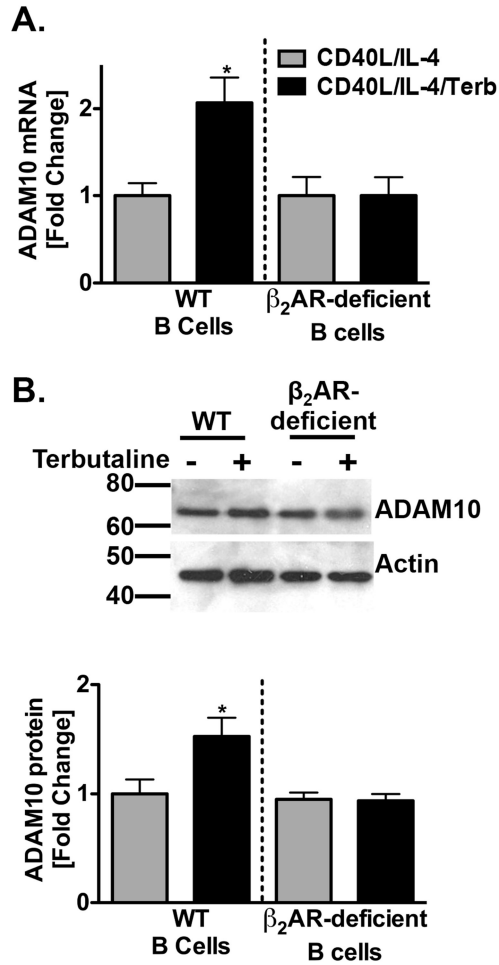 A.
CD40L/IL-4
CD40L/IL-4/Terb
ADAM10 mRNA
[Fold Change]
2
1
0
*
WT
B Cells
β₂AR-deficient
B cells
B.
WT
β₂AR-
deficient
Terbutaline - + - +
80
60
ADAM10
50
40
Actin
ADAM10 protein
[Fold Change]
2
1
0
*
WT
B Cells
β₂AR-deficient
B cells